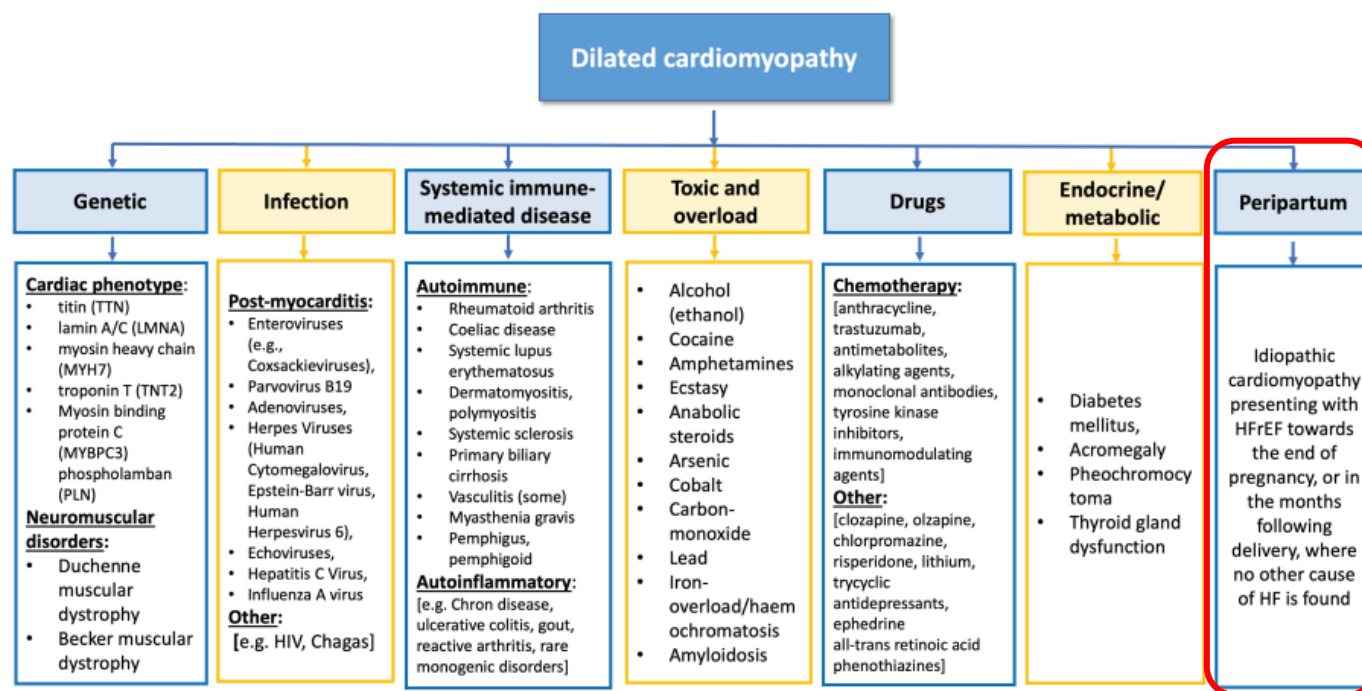 Dilated cardiomyopathy
Genetic
Cardiac phenotype:
• titin (TTN)
• lamin A/C (LMNA)
• myosin heavy chain
(MYH7)
• troponin T (TNT2)
• Myosin binding
protein C
(MYBPC3)
phospholamban
(PLN)
Neuromuscular
disorders:
• Duchenne
muscular
dystrophy
• Becker muscular
dystrophy
Infection
Post-myocarditis:
• Enteroviruses
(e.g.,
Coxsackieviruses),
• Parvovirus B19
• Adenoviruses,
• Herpes Viruses
(Human
Cytomegalovirus,
Epstein-Barr virus,
Human
Herpesvirus 6),
• Echoviruses,
• Hepatitis C Virus,
• Influenza A virus
Other:
[e.g. HIV, Chagas]
Systemic immune-
mediated disease
Autoimmune:
• Rheumatoid arthritis
• Coeliac disease
• Systemic lupus
erythematosus
• Dermatomyositis,
polymyositis
• Systemic sclerosis
• Primary biliary
cirrhosis
• Vasculitis (some)
• Myasthenia gravis
• Pemphigus,
pemphigoid
Autoinflammatory:
[e.g. Chron disease,
ulcerative colitis, gout,
reactive arthritis, rare
monogenic disorders]
Toxic and
overload
• Alcohol
(ethanol)
• Cocaine
• Amphetamines
• Ecstasy
• Anabolic
steroids
• Arsenic
• Cobalt
• Carbon-
monoxide
• Lead
• Iron-
overload/haem
ochromatosis
• Amyloidosis
Drugs
Chemotherapy:
[anthracycline,
trastuzumab,
antimetabolites,
alkylating agents,
monoclonal antibodies,
tyrosine kinase
inhibitors,
immunomodulating
agents]
Other:
[clozapine, olzapine,
chlorpromazine,
risperidone, lithium,
trycyclic
antidepressants,
ephedrine
all-trans retinoic acid
phenothiazines]
Endocrine/
metabolic
• Diabetes
mellitus,
• Acromegaly
• Pheochromocy
toma
• Thyroid gland
dysfunction
Peripartum
Idiopathic
cardiomyopathy
presenting with
HFrEF towards
the end of
pregnancy, or in
the months
following
delivery, where
no other cause
of HF is found